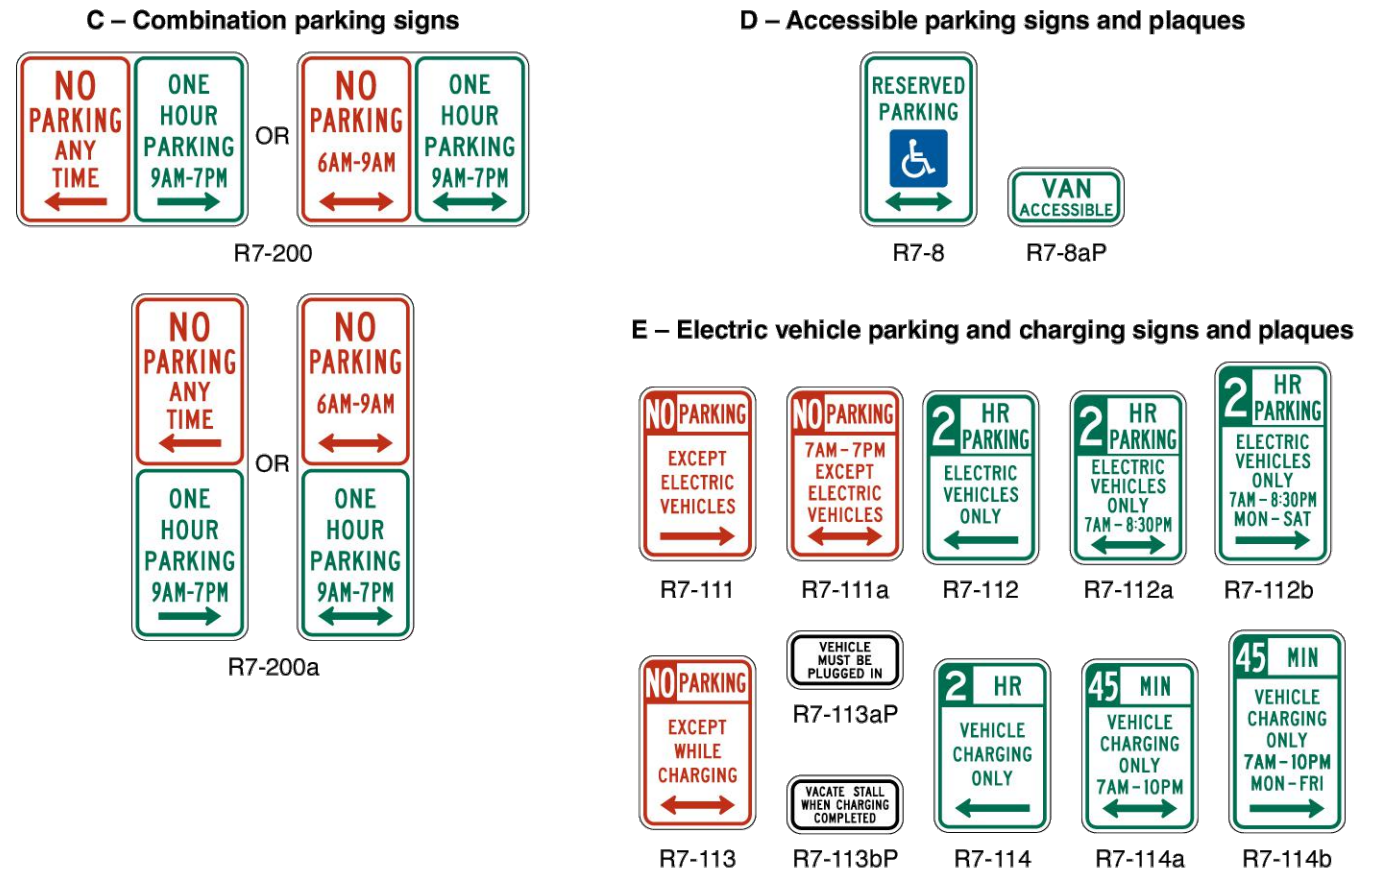 C – Combination parking signs
NO
PARKING
ANY
TIME
ONE
HOUR
PARKING
9AM-7PM
OR
NO
PARKING
6AM-9AM
ONE
HOUR
PARKING
9AM-7PM
R7-200
NO
PARKING
ANY
TIME
ONE
HOUR
PARKING
9AM-7PM
OR
NO
PARKING
6AM-9AM
ONE
HOUR
PARKING
9AM-7PM
R7-200a
D – Accessible parking signs and plaques
RESERVED
PARKING
R7-8
VAN
ACCESSIBLE
R7-8aP
E – Electric vehicle parking and charging signs and plaques
NO PARKING
EXCEPT
ELECTRIC
VEHICLES
R7-111
NO PARKING
7AM – 7PM
EXCEPT
ELECTRIC
VEHICLES
R7-111a
2 HR
PARKING
ELECTRIC
VEHICLES
ONLY
R7-112
2 HR
PARKING
ELECTRIC
VEHICLES
ONLY
7AM – 8:30PM
R7-112a
2 HR
PARKING
ELECTRIC
VEHICLES
ONLY
7AM – 8:30PM
MON – SAT
R7-112b
NO PARKING
EXCEPT
WHILE
CHARGING
R7-113
VEHICLE
MUST BE
PLUGGED IN
R7-113aP
VACATE STALL
WHEN CHARGING
COMPLETED
R7-113bP
2 HR
VEHICLE
CHARGING
ONLY
R7-114
45 MIN
VEHICLE
CHARGING
ONLY
7AM – 10PM
R7-114a
45 MIN
VEHICLE
CHARGING
ONLY
7AM – 10PM
MON – FRI
R7-114b